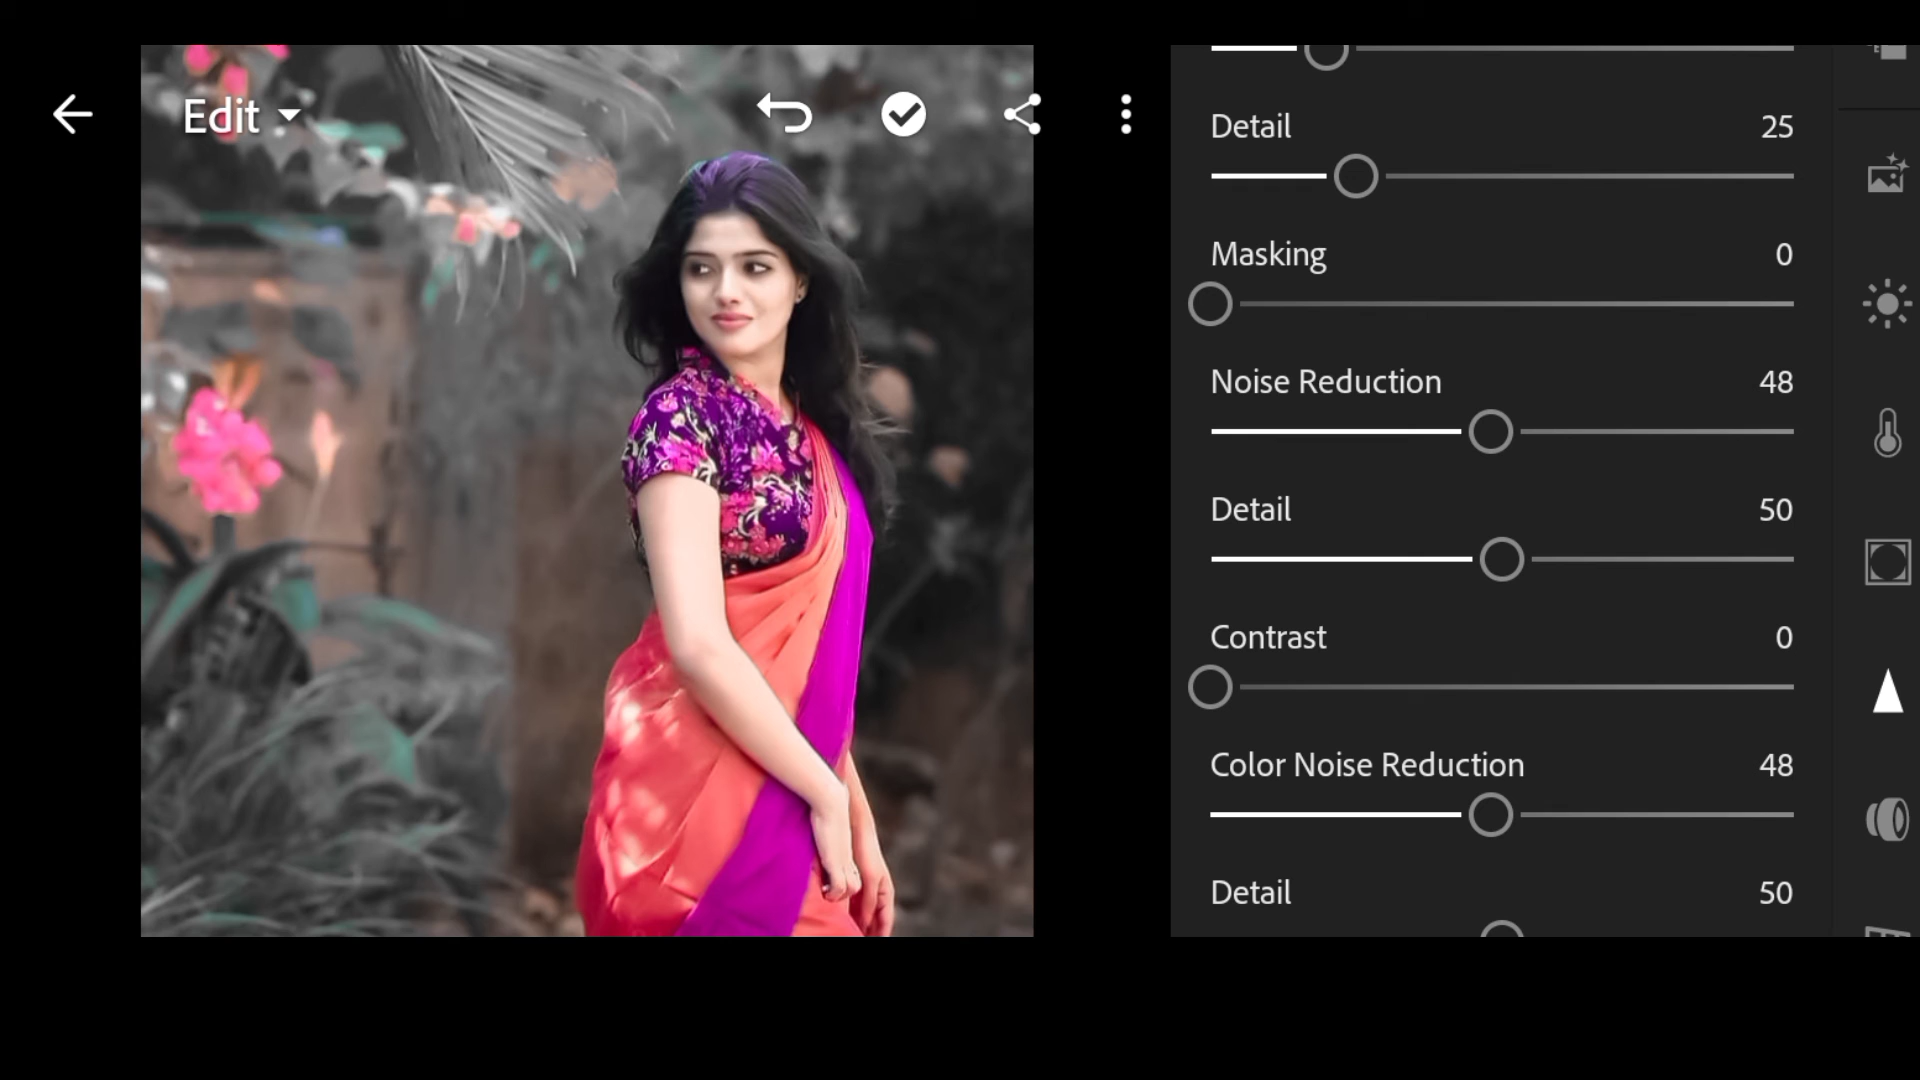 Edit
Detail 25
Masking 0
Noise Reduction 48
Detail 50
Contrast 0
Color Noise Reduction 48
Detail 50